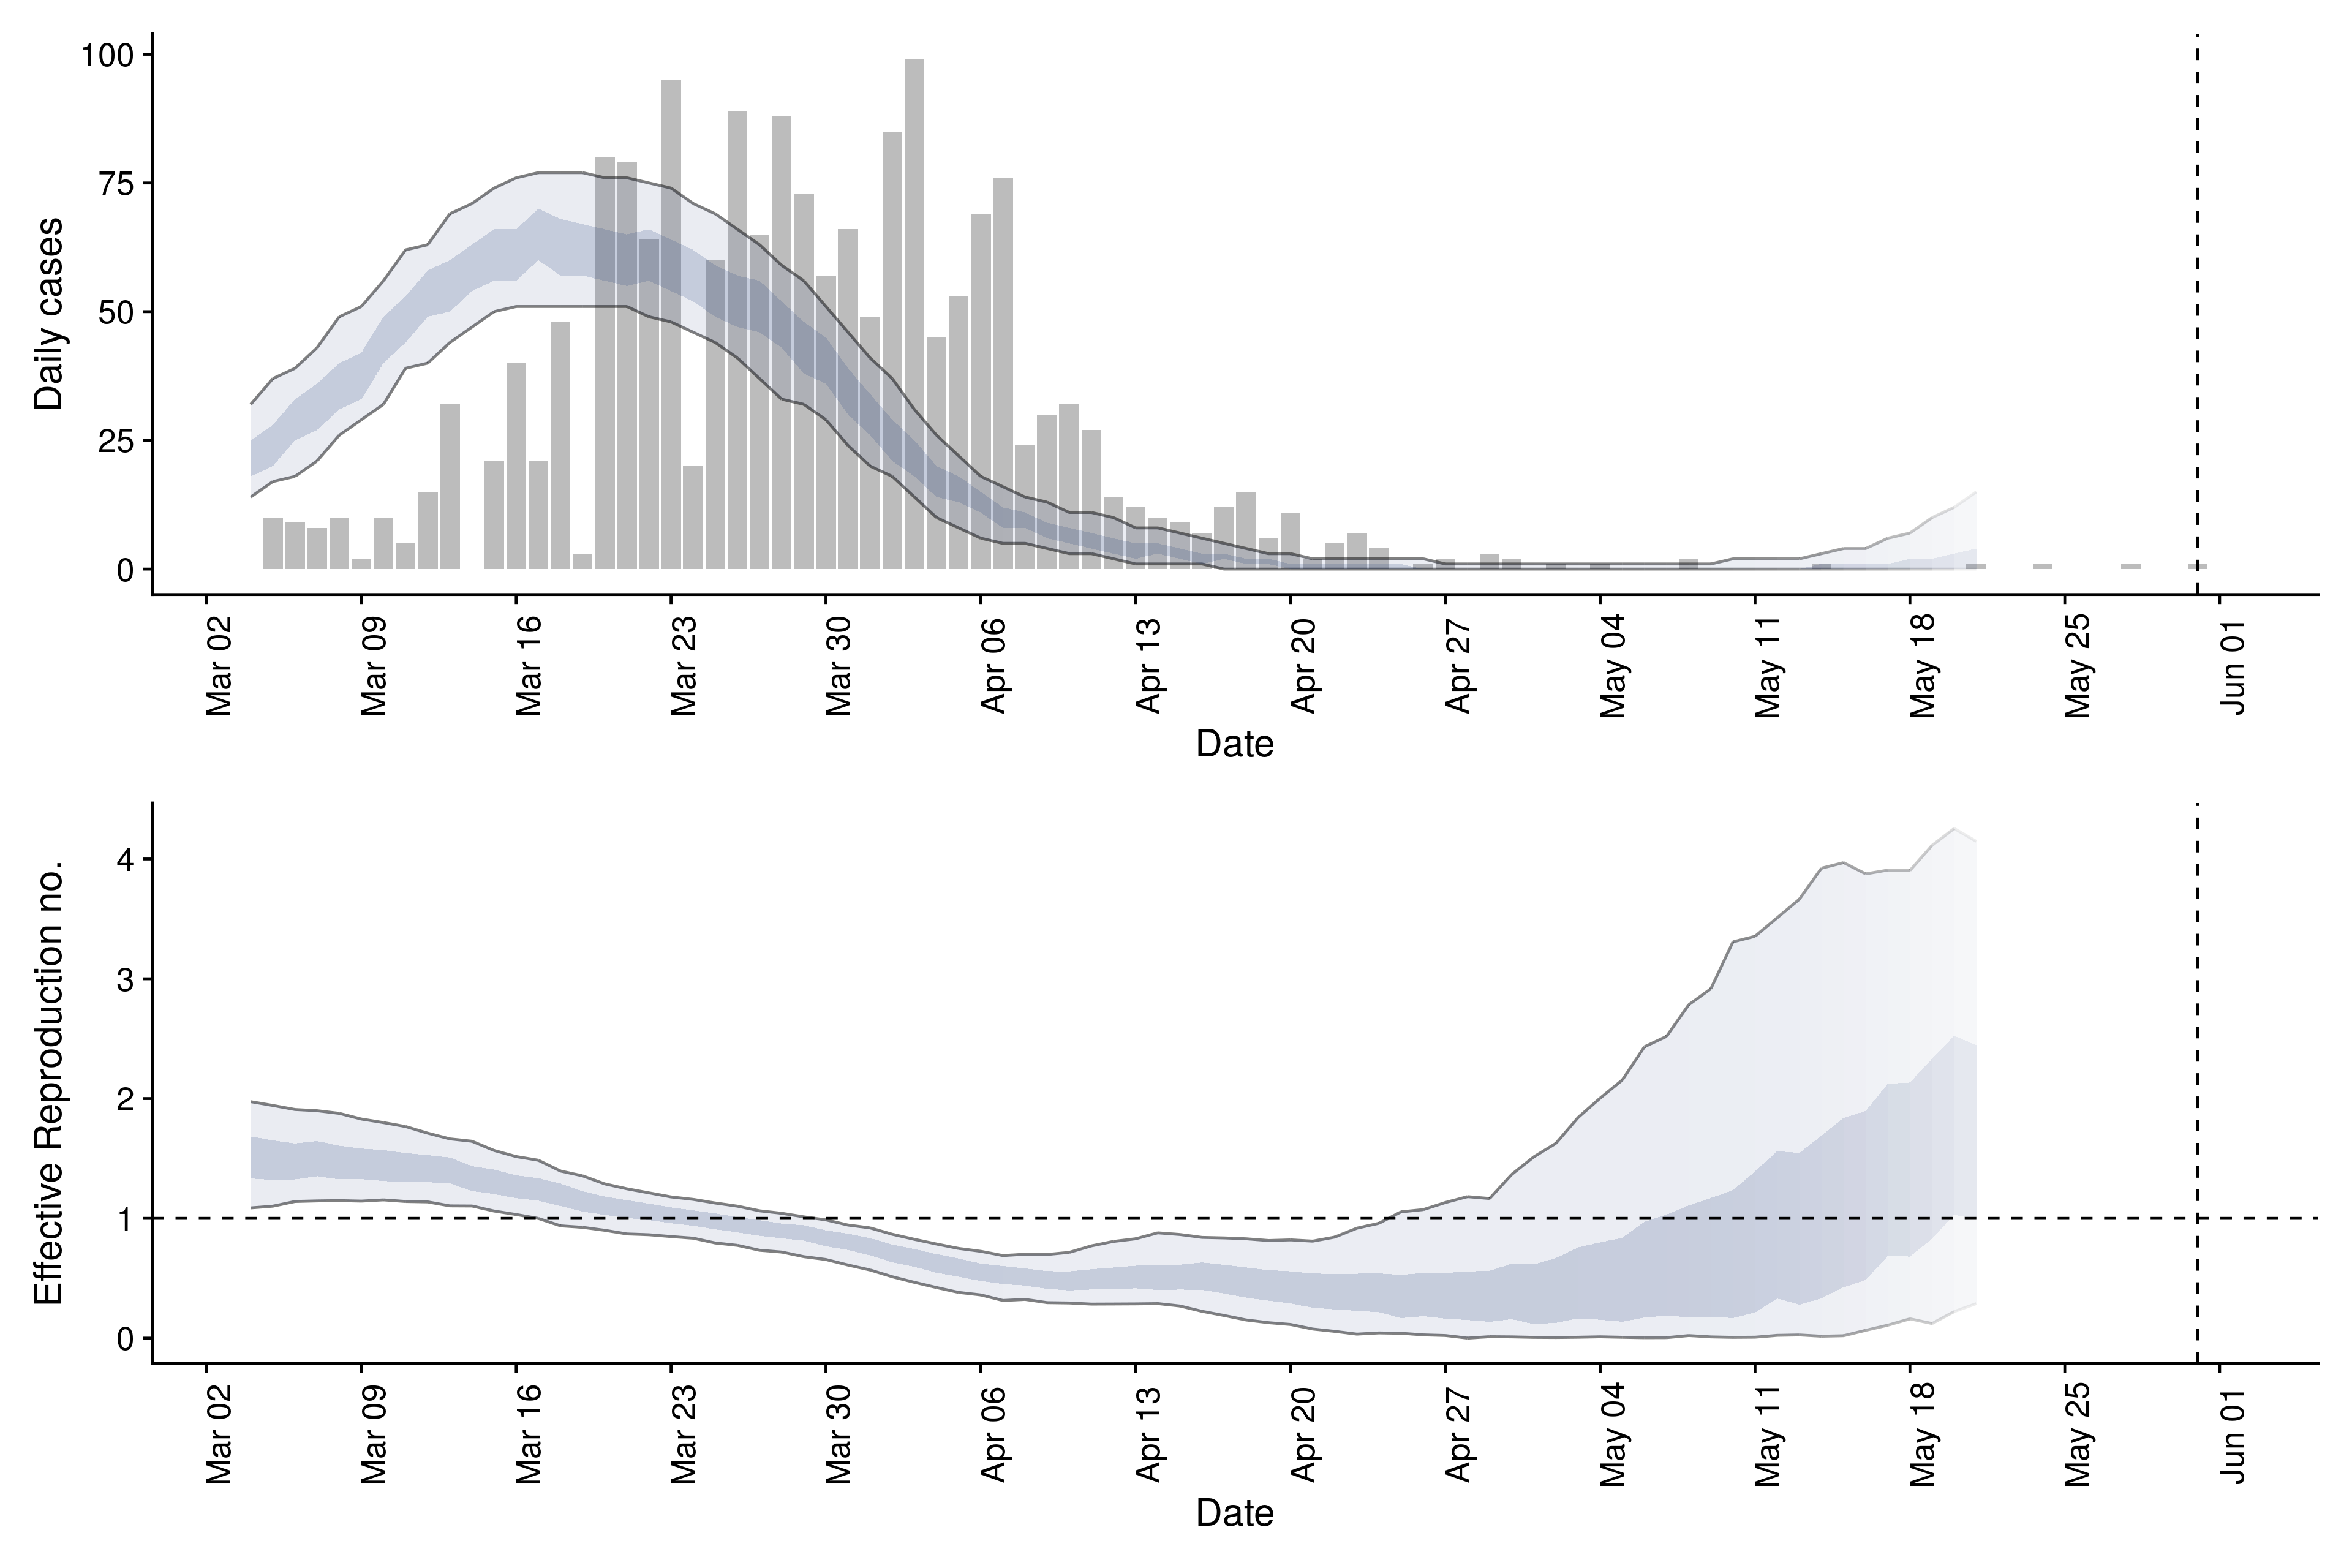 Daily cases
100
75
50
25
0
Mar 02
Mar 09
Mar 16
Mar 23
Mar 30
Apr 06
Apr 13
Apr 20
Apr 27
May 04
May 11
May 18
May 25
Jun 01
Date
Effective Reproduction no.
4
3
2
1
0
Mar 02
Mar 09
Mar 16
Mar 23
Mar 30
Apr 06
Apr 13
Apr 20
Apr 27
May 04
May 11
May 18
May 25
Jun 01
Date